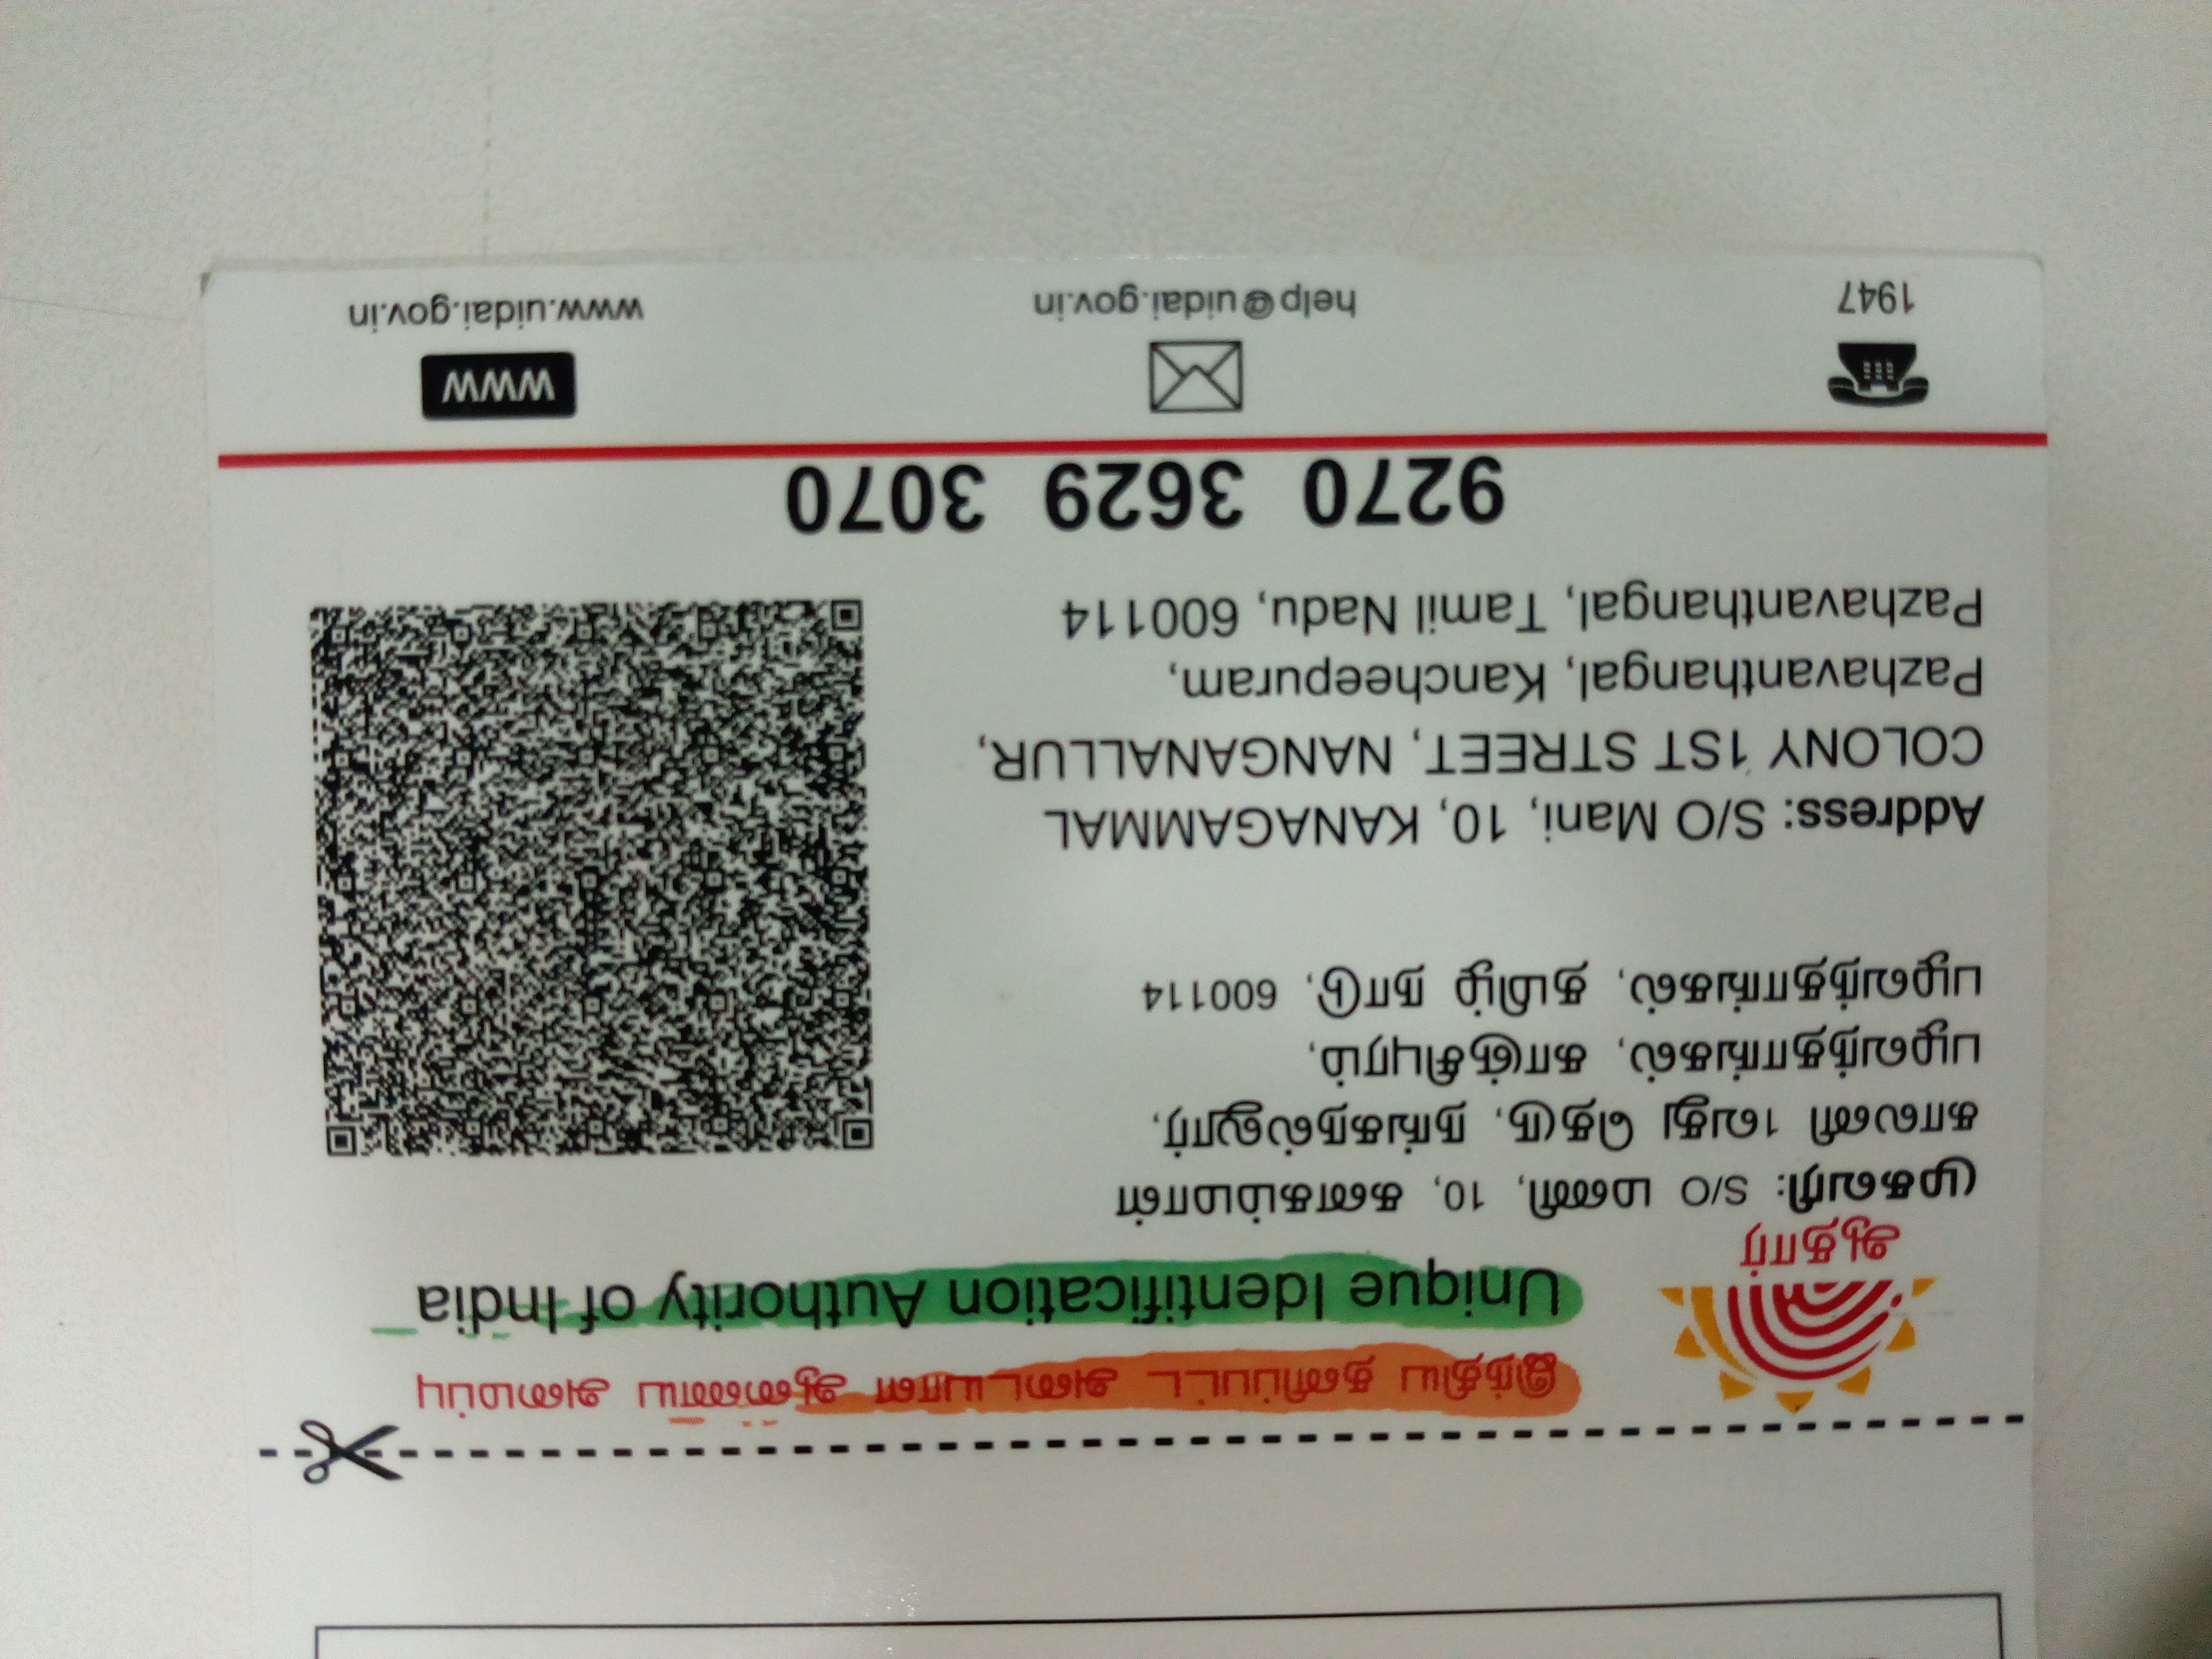 இந்திய தனிப்பட்ட அடையாள ஆணைய அமைப்பு
Unique Identification Authority of India
ஆதார்
முகவரி: S/O மணி, 10, கனகம்மாள்
காலனி 1வது தெரு, நங்கநல்லூர்,
பழவந்தாங்கல், காஞ்சிபுரம்,
பழவந்தாங்கல், தமிழ் நாடு, 600114
Address: S/O Mani, 10, KANAGAMMAL
COLONY 1ST STREET, NANGANALLUR,
Pazhavanthangal, Kancheepuram,
Pazhavanthangal, Tamil Nadu, 600114
9270 3629 3070
1947
help@uidai.gov.in
WWW
www.uidai.gov.in